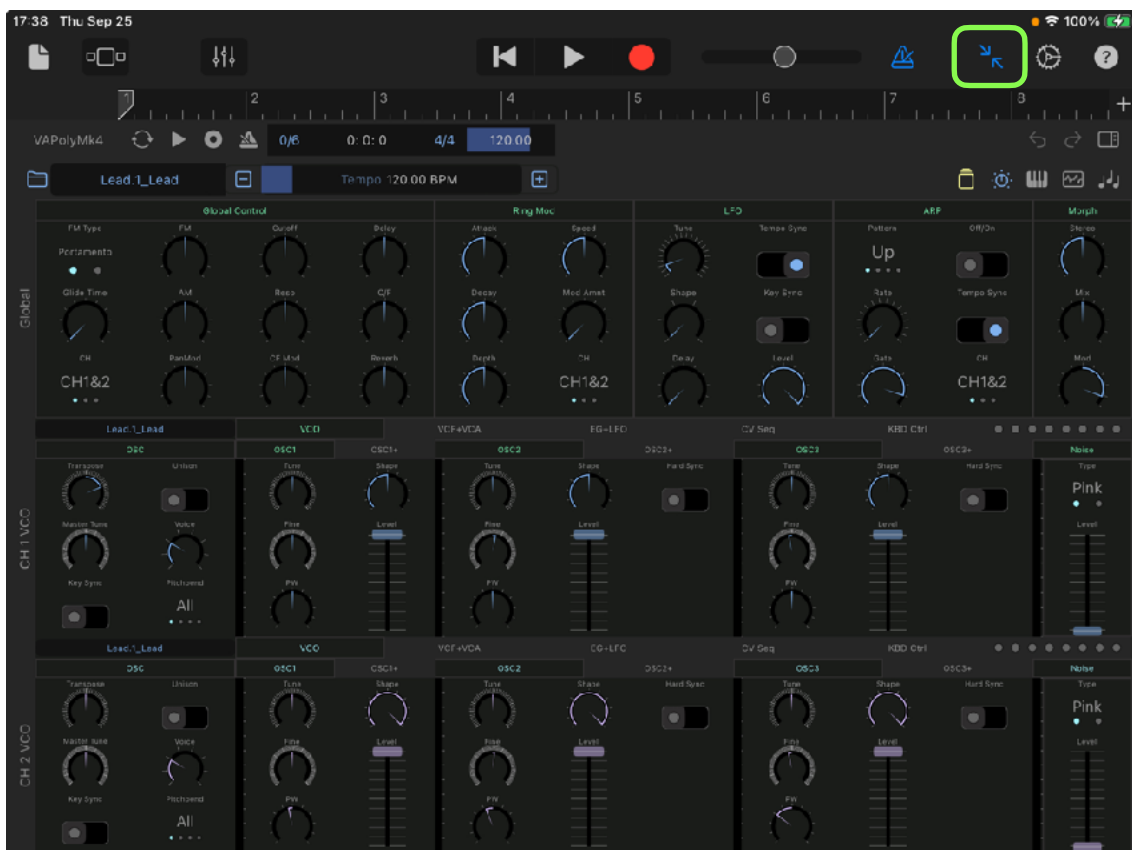 17:38 Thu Sep 25 100%
?
1 2 3 4 5 6 7 8 +
VAPolyMk4 0/6 0: 0: 0 4/4 120.00
Lead.1_Lead Tempo 120.00 BPM
Global Control Ring Mod LFO ARP Morph
FM Type FM Cutoff Delay Attack Speed Tune Tempo Sync Pattern Off/On Stereo
Portamento Up
Glide Time AM Reso C/F Decay Mod Amnt Shape Key Sync Rate Tempo Sync Mix
Global
CH PanMod CF Mod Reverb Depth CH Delay Level Gate CH Mod
CH1&2 CH1&2 CH1&2
Lead.1_Lead VCO VCF+VCA EG+LFO CV Seq KBD Ctrl
OSC OSC1 OSC1+ OSC2 OSC2+ OSC3 OSC3+ Noise
Transpose Unison Tune Shape Tune Shape Hard Sync Tune Shape Hard Sync Type
Pink
Master Tune Voice Fine Level Fine Level Fine Level Level
CH 1 VCO
Key Sync Pitchbend PW PW PW
All
Lead.1_Lead VCO VCF+VCA EG+LFO CV Seq KBD Ctrl
OSC OSC1 OSC1+ OSC2 OSC2+ OSC3 OSC3+ Noise
Transpose Unison Tune Shape Tune Shape Hard Sync Tune Shape Hard Sync Type
Pink
Master Tune Voice Fine Level Fine Level Fine Level Level
CH 2 VCO
Key Sync Pitchbend PW PW PW
All